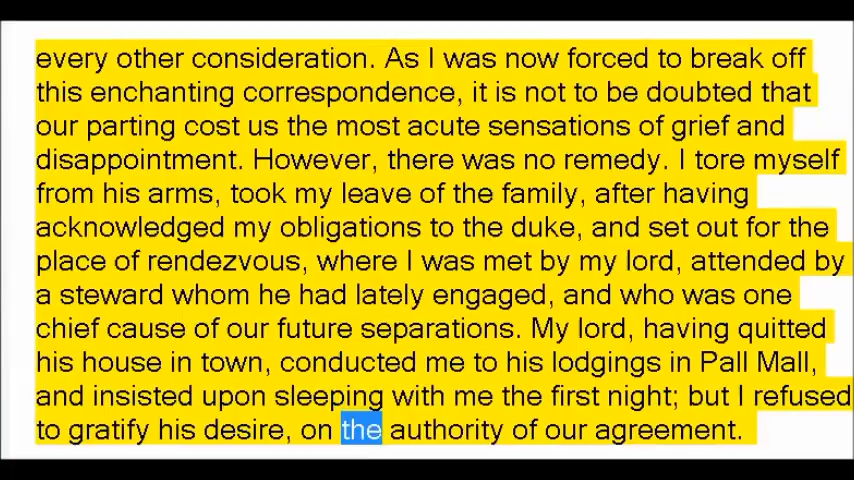 every other consideration. As I was now forced to break off
this enchanting correspondence, it is not to be doubted that
our parting cost us the most acute sensations of grief and
disappointment. However, there was no remedy. I tore myself
from his arms, took my leave of the family, after having
acknowledged my obligations to the duke, and set out for the
place of rendezvous, where I was met by my lord, attended by
a steward whom he had lately engaged, and who was one
chief cause of our future separations. My lord, having quitted
his house in town, conducted me to his lodgings in Pall Mall,
and insisted upon sleeping with me the first night; but I refused
to gratify his desire, on the authority of our agreement.